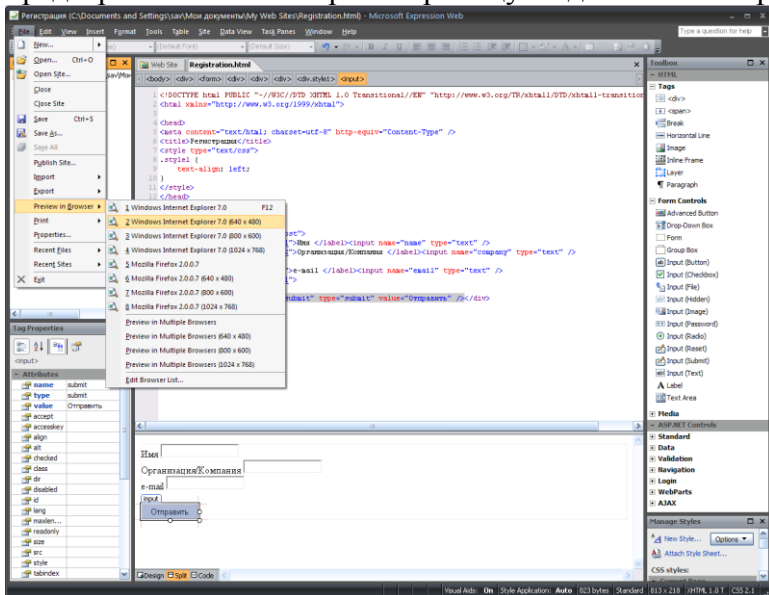 Регистрация (C:\Documents and Settings\sav\Мои документы\My Web Sites\Registration.html) - Microsoft Expression Web
File Edit View Insert Format Tools Table Site Data View Task Panes Window Help
Type a question for help
(Default Font) (Default Size)
New...
Open... Ctrl+O
Open Site...
Close
Close Site
Save Ctrl+S
Save As...
Save All
Publish Site...
Import
Export
Preview in Browser
Print
Properties...
Recent Files
Recent Sites
Exit
1 Windows Internet Explorer 7.0 F12
2 Windows Internet Explorer 7.0 (640 x 480)
3 Windows Internet Explorer 7.0 (800 x 600)
4 Windows Internet Explorer 7.0 (1024 x 768)
5 Mozilla Firefox 2.0.0.7
6 Mozilla Firefox 2.0.0.7 (640 x 480)
7 Mozilla Firefox 2.0.0.7 (800 x 600)
8 Mozilla Firefox 2.0.0.7 (1024 x 768)
Preview in Multiple Browsers
Preview in Multiple Browsers (640 x 480)
Preview in Multiple Browsers (800 x 600)
Preview in Multiple Browsers (1024 x 768)
Edit Browser List...
Web Site Registration.html
<body> <div> <form> <div> <div> <div> <div.style1> <input>
1 <!DOCTYPE html PUBLIC "-//W3C//DTD XHTML 1.0 Transitional//EN" "http://www.w3.org/TR/xhtml1/DTD/xhtml1-transition
2 <html xmlns="http://www.w3.org/1999/xhtml">
3
4 <head>
5 <meta content="text/html; charset=utf-8" http-equiv="Content-Type" />
6 <title>Регистрация</title>
7 <style type="text/css">
8 .style1 {
9 text-align: left;
10 }
11 </style>
12 </head>
ost">
">Имя </label><input name="name" type="text" />
">Организация/Компания </label><input name="company" type="text" />
">e-mail </label><input name="email" type="text" />
">
submit" type="submit" value="Отправить" /></div>
Имя
Организация/Компания
e-mail
input
Отправить
Design Split Code
Tag Properties
<input>
Attributes
name submit
type submit
value Отправить
accept
accesskey
align
alt
checked
class
dir
disabled
id
lang
maxlen...
readonly
size
src
style
tabindex
Toolbox
HTML
Tags
<div>
<span>
Break
Horizontal Line
Image
Inline Frame
Layer
Paragraph
Form Controls
Advanced Button
Drop-Down Box
Form
Group Box
Input (Button)
Input (Checkbox)
Input (File)
Input (Hidden)
Input (Image)
Input (Password)
Input (Radio)
Input (Reset)
Input (Submit)
Input (Text)
Label
Text Area
Media
ASP.NET Controls
Standard
Data
Validation
Navigation
Login
WebParts
AJAX
Manage Styles
New Style... Options
Attach Style Sheet...
CSS styles:
Visual Aids: On Style Application: Auto 623 bytes Standard 813 x 218 XHTML 1.0 T CSS 2.1